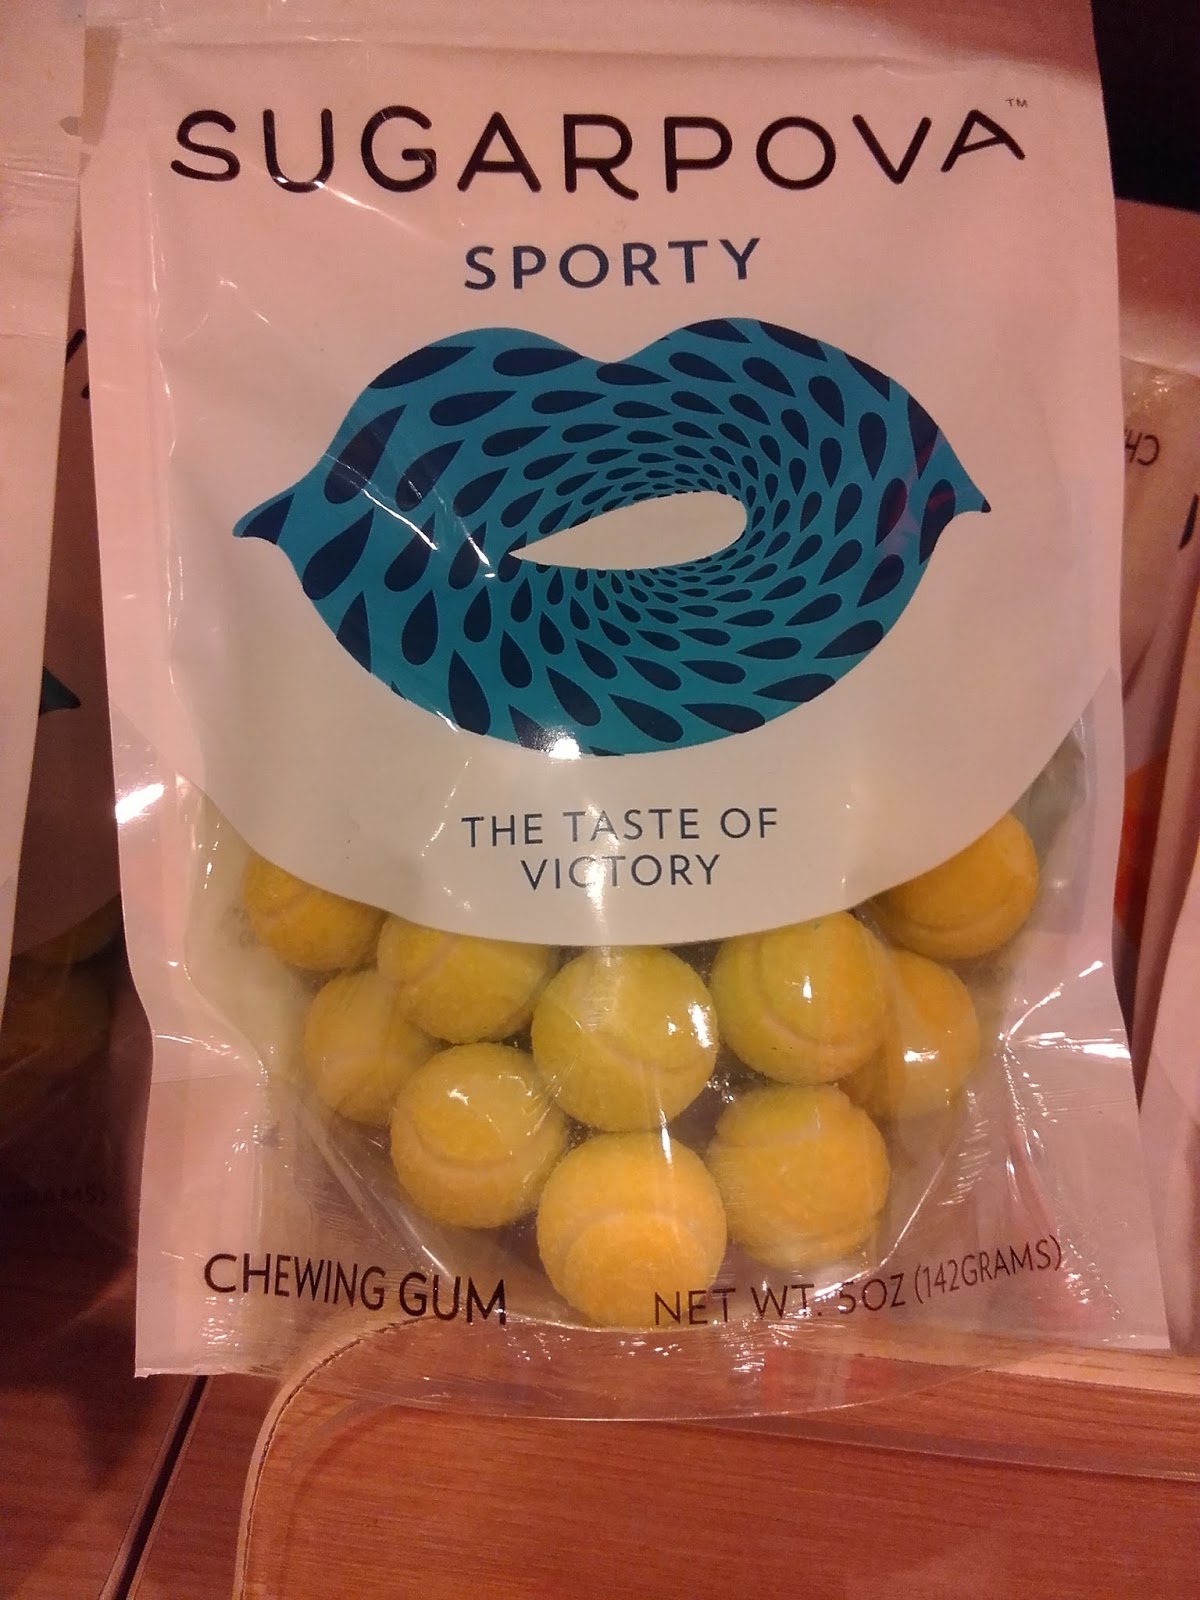 SUGARPOVA™
SPORTY
THE TASTE OF
VICTORY
CHEWING GUM
NET WT. 5OZ (142GRAMS)